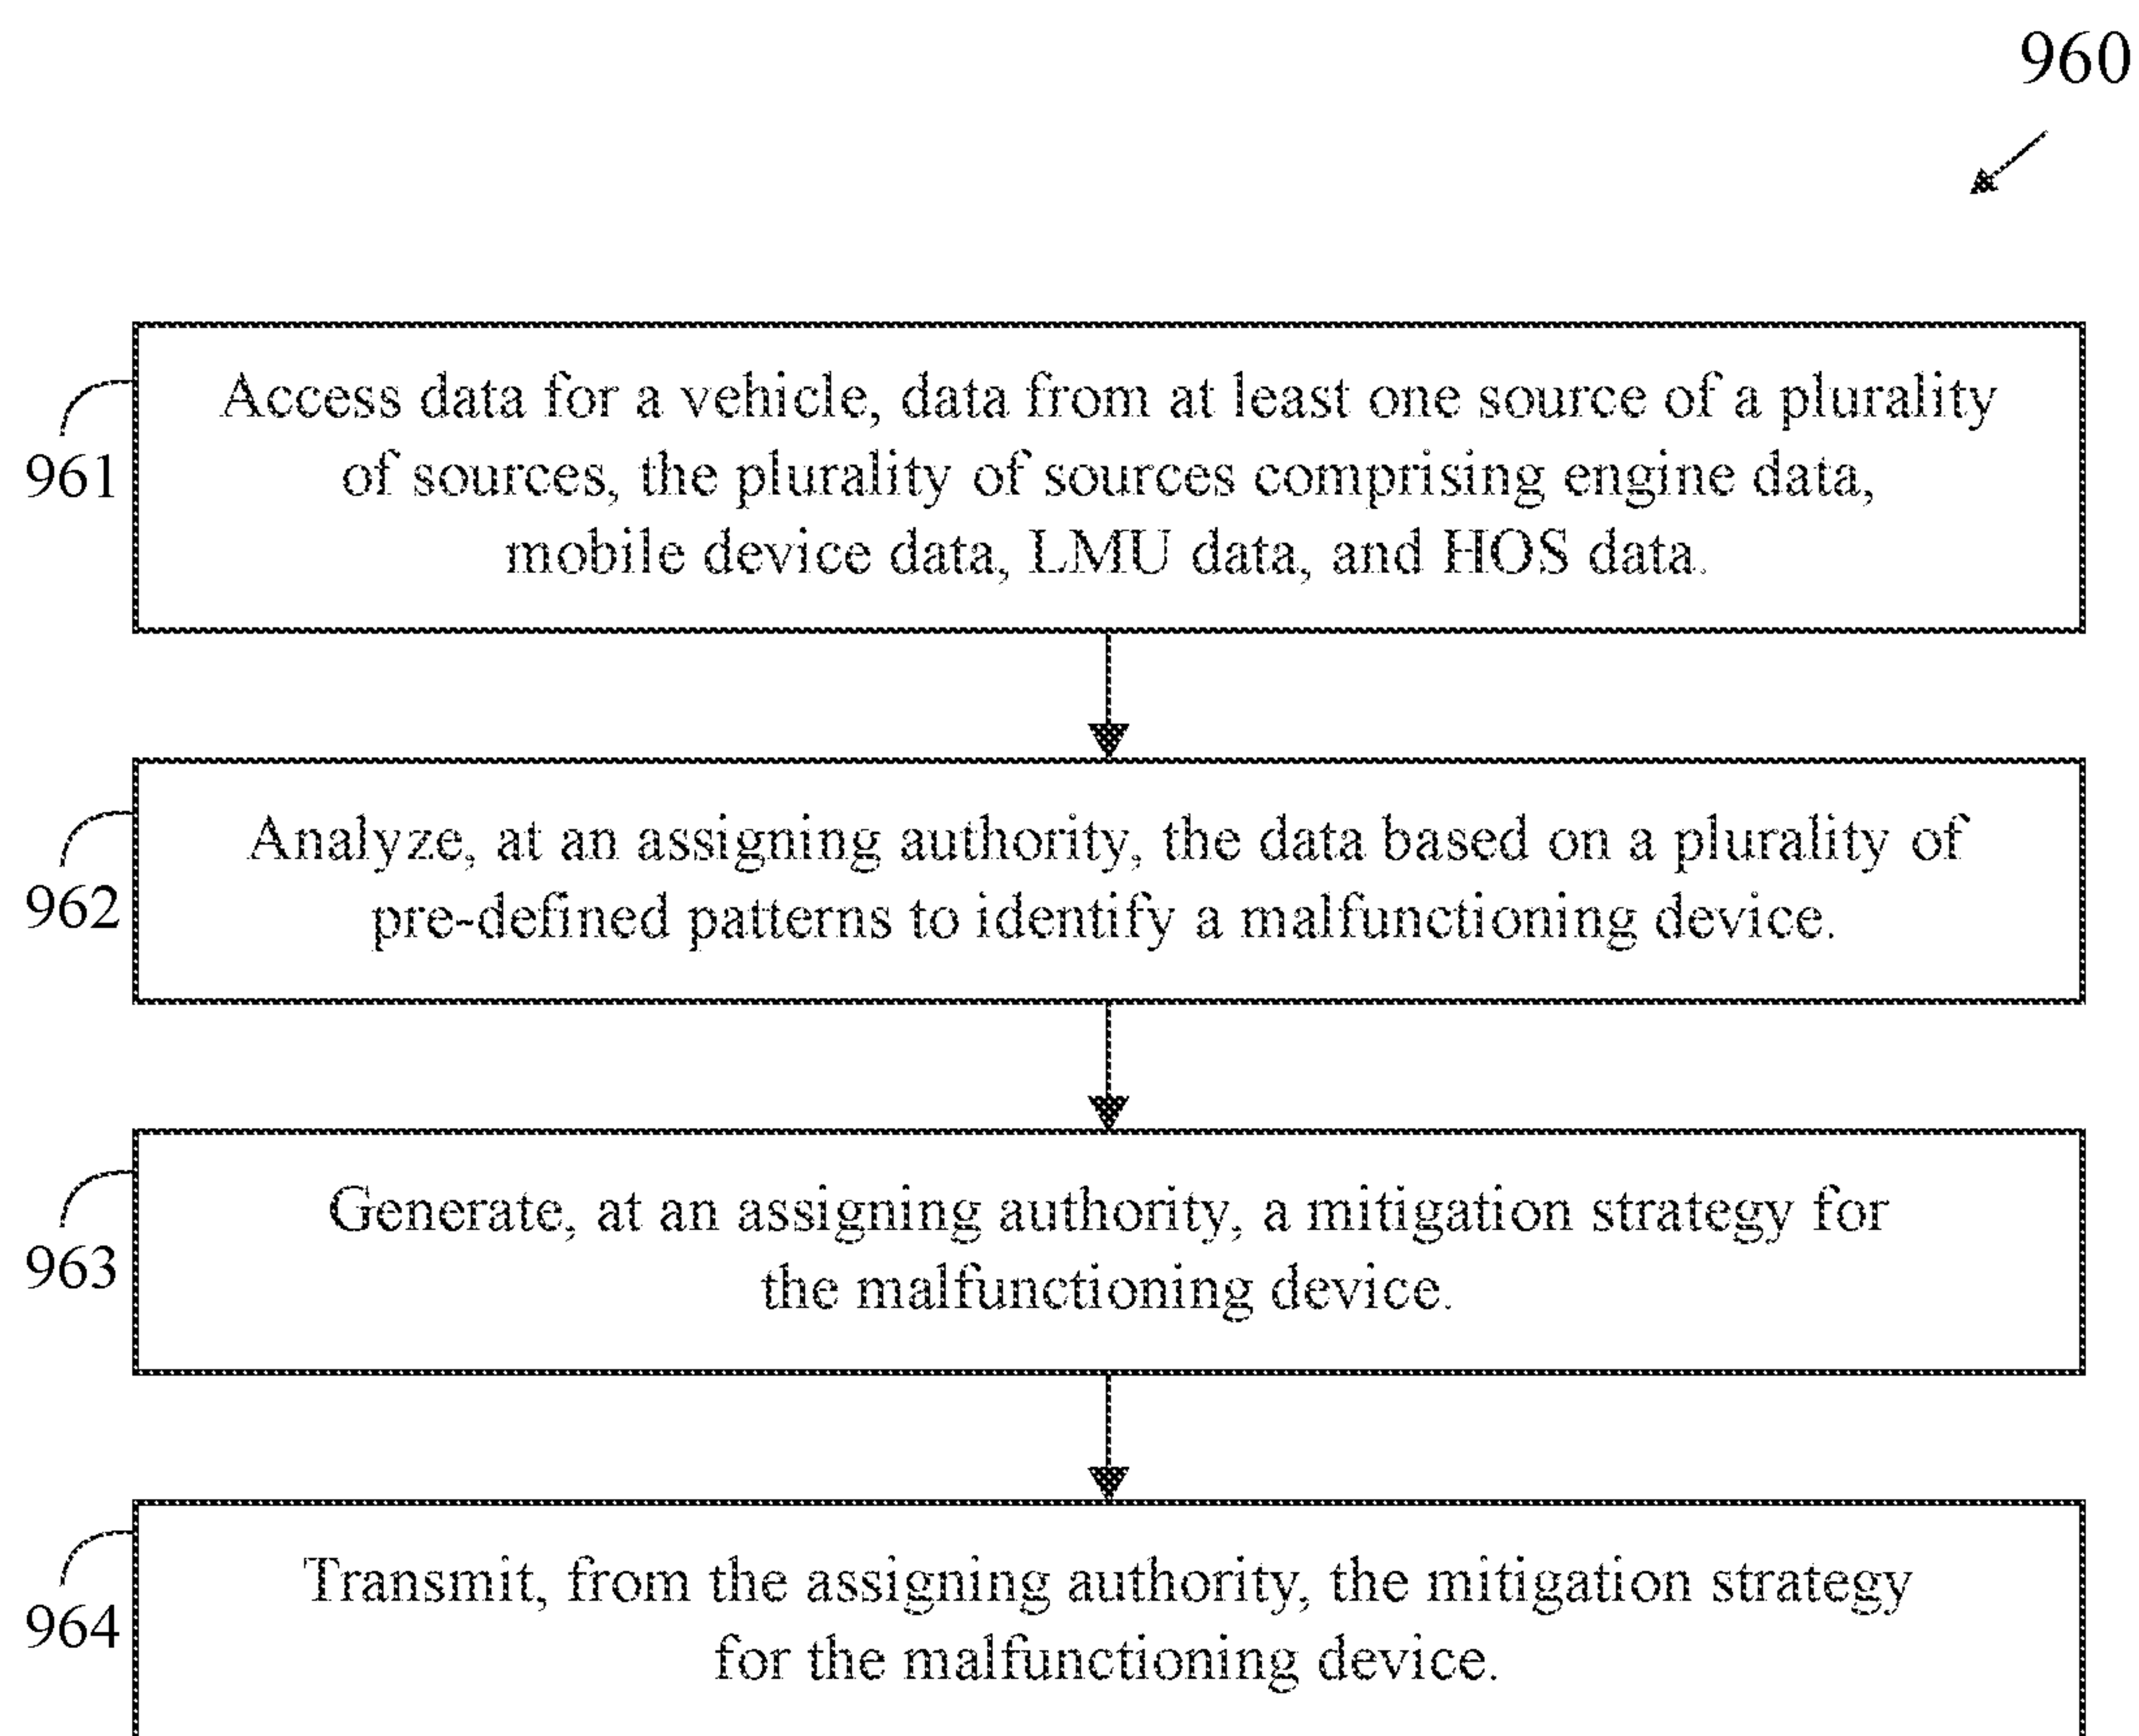 960
961
Access data for a vehicle, data from at least one source of a plurality
of sources, the plurality of sources comprising engine data,
mobile device data, LMU data, and HOS data.
962
Analyze, at an assigning authority, the data based on a plurality of
pre-defined patterns to identify a malfunctioning device.
963
Generate, at an assigning authority, a mitigation strategy for
the malfunctioning device.
964
Transmit, from the assigning authority, the mitigation strategy
for the malfunctioning device.